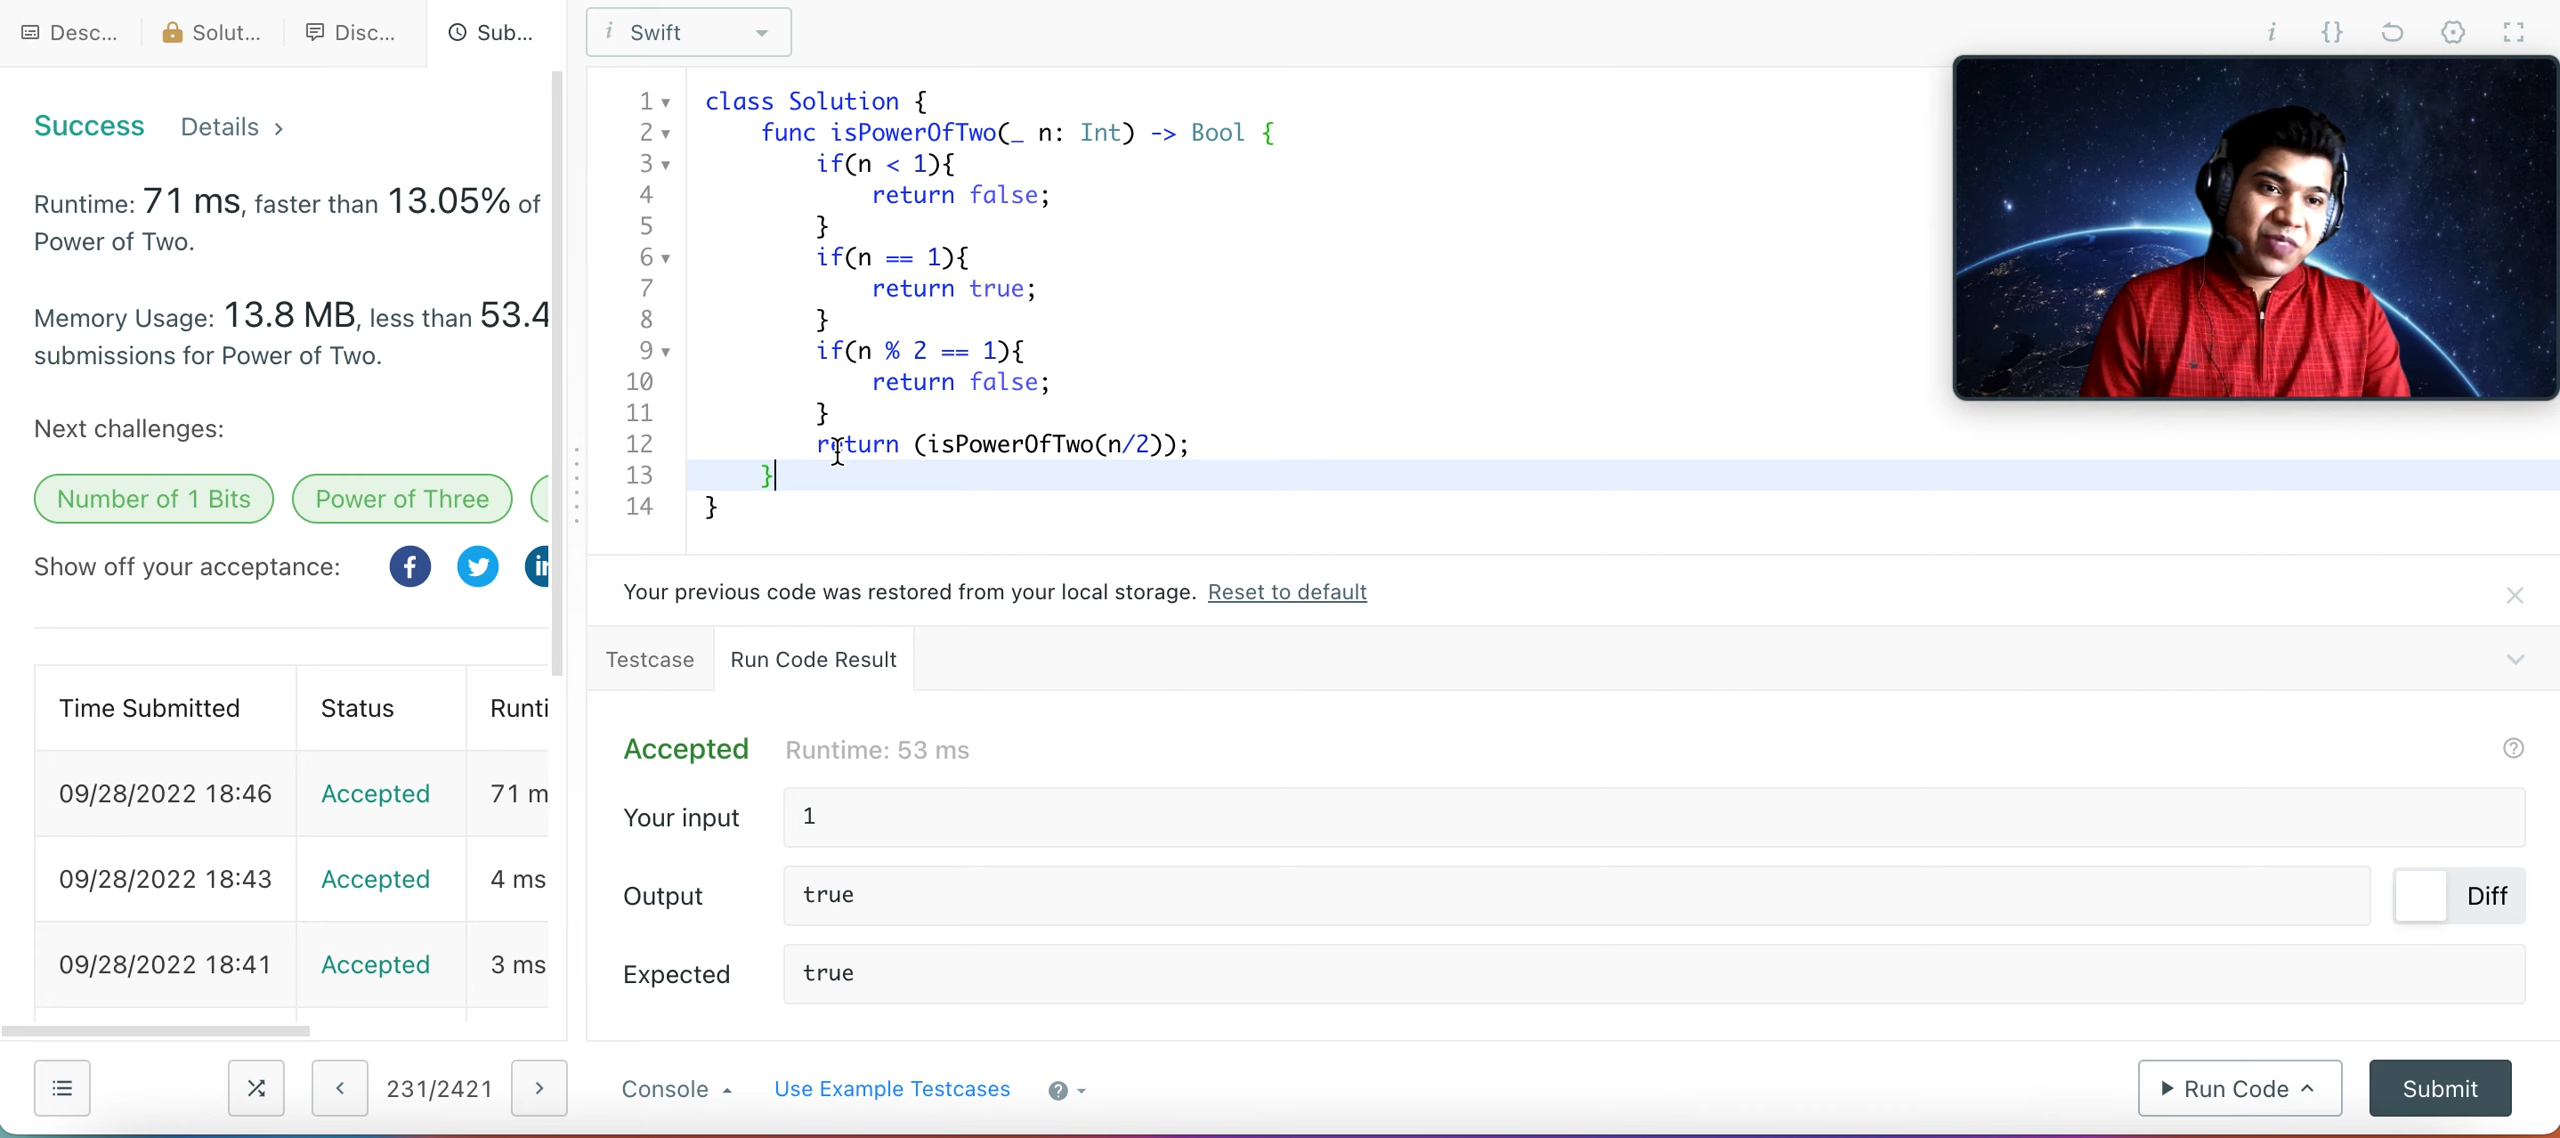 Desc...
Solut...
Disc...
Sub...
Success Details >
Runtime: 71 ms, faster than 13.05% of
Power of Two.
Memory Usage: 13.8 MB, less than 53.4
submissions for Power of Two.
Next challenges:
Number of 1 Bits
Power of Three
Show off your acceptance:
Time Submitted Status Runti
09/28/2022 18:46 Accepted 71 m
09/28/2022 18:43 Accepted 4 ms
09/28/2022 18:41 Accepted 3 ms
231/2421
i Swift
1 class Solution {
2 func isPowerOfTwo(_ n: Int) -> Bool {
3 if(n < 1){
4 return false;
5 }
6 if(n == 1){
7 return true;
8 }
9 if(n % 2 == 1){
10 return false;
11 }
12 return (isPowerOfTwo(n/2));
13 }
14 }
Your previous code was restored from your local storage. Reset to default
Testcase Run Code Result
Accepted Runtime: 53 ms
Your input 1
Output true Diff
Expected true
Console Use Example Testcases Run Code Submit